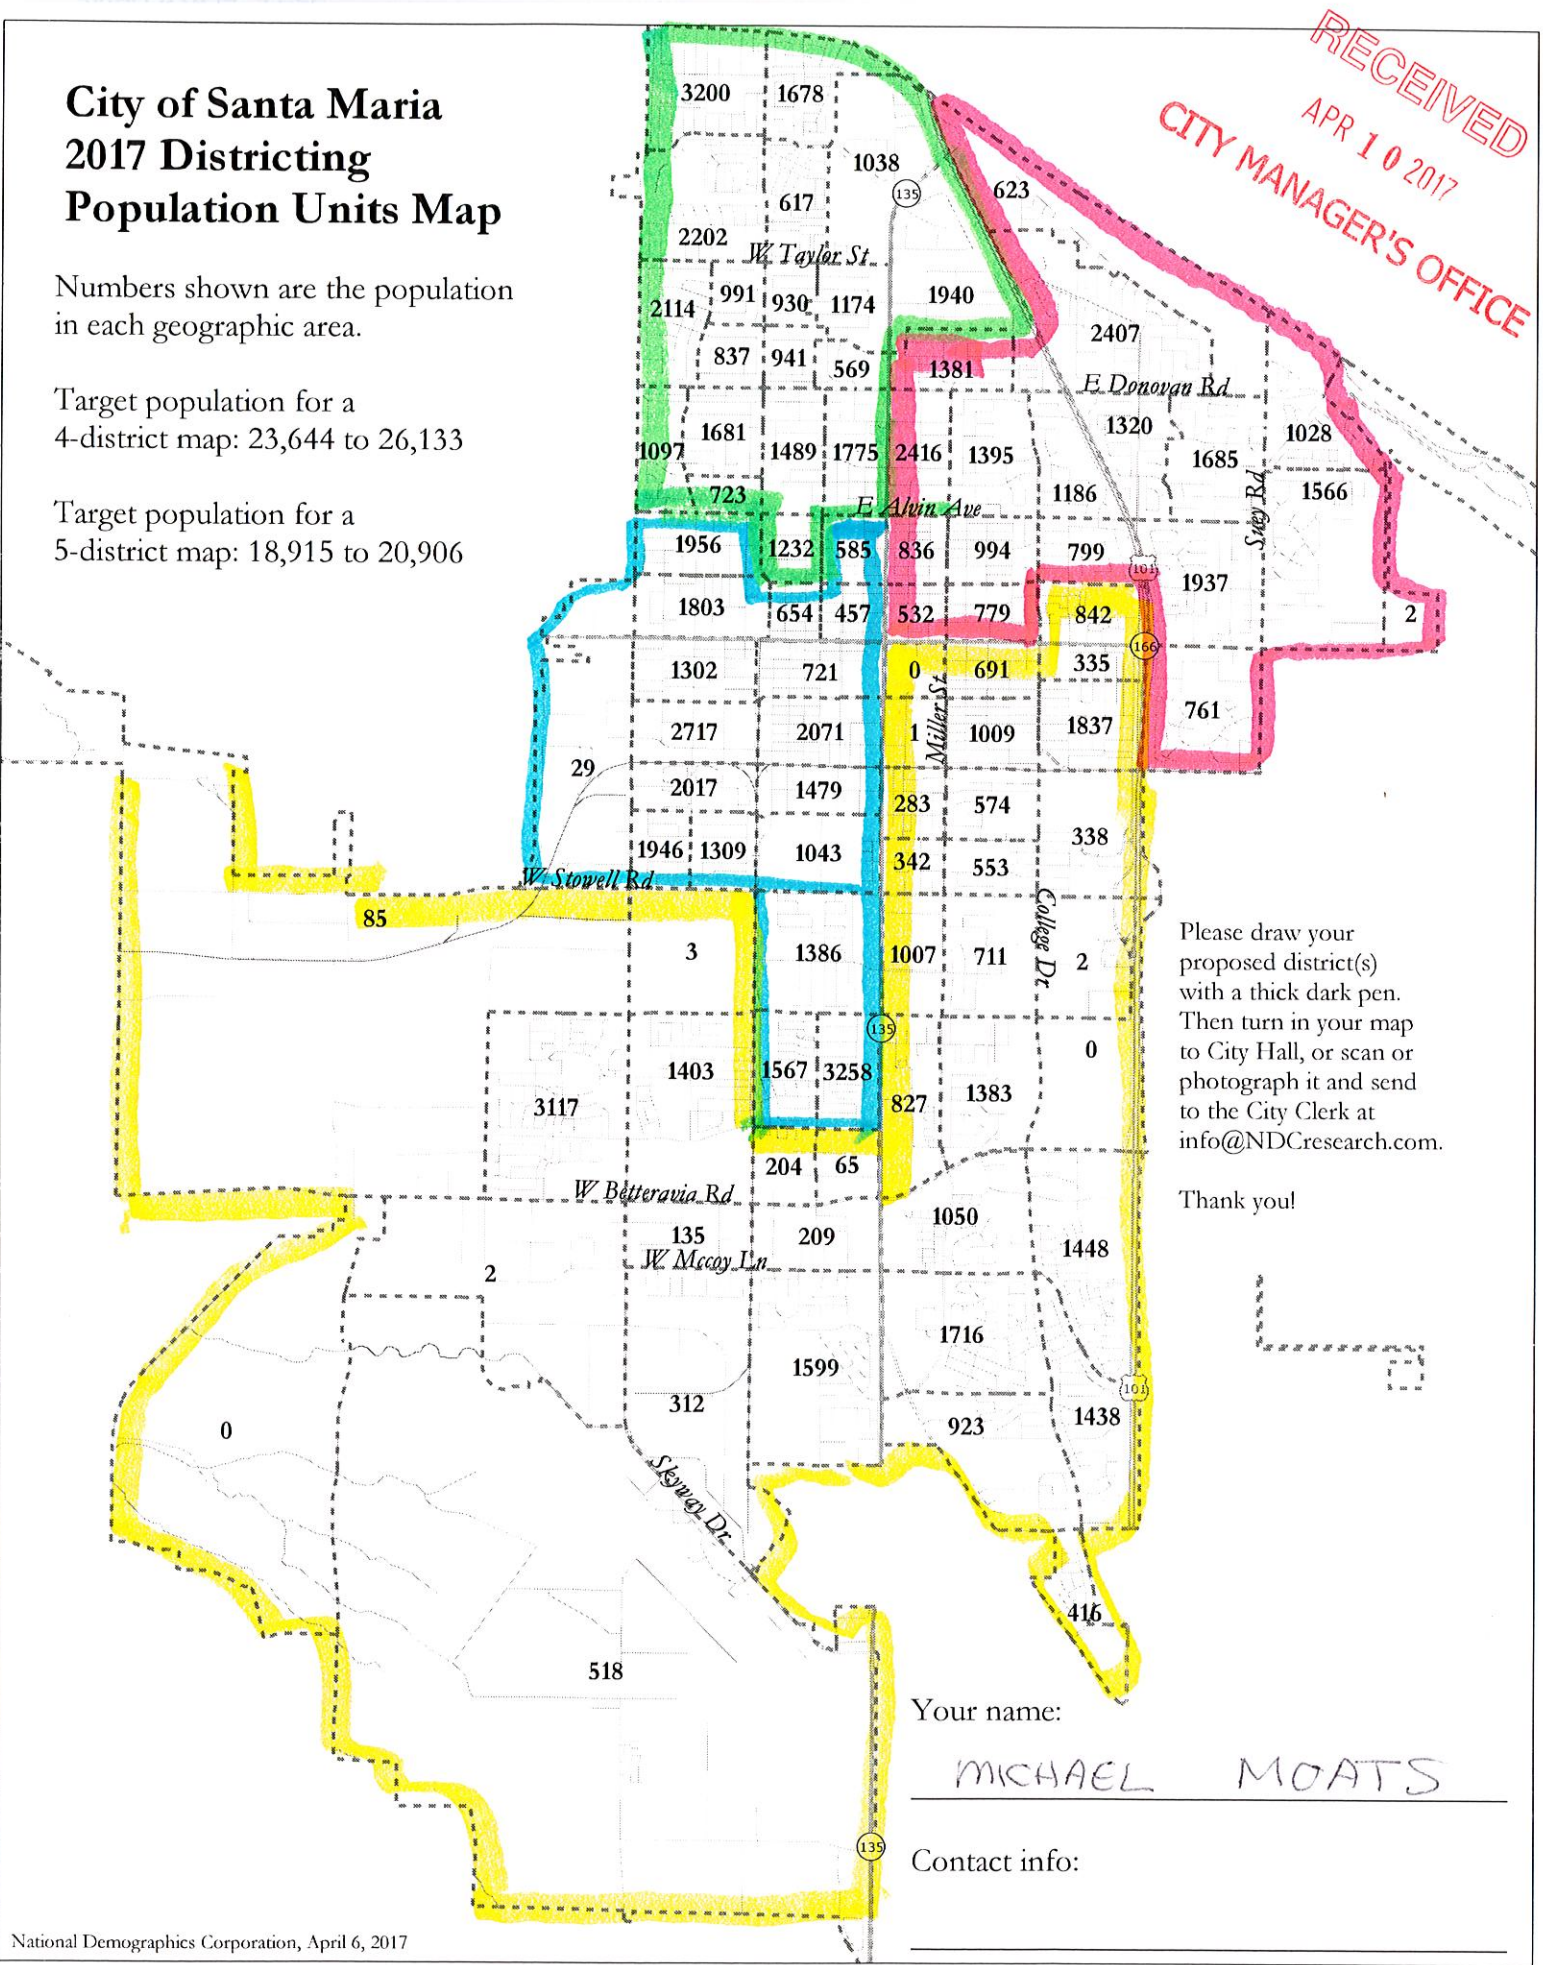 City of Santa Maria
2017 Districting
Population Units Map
Numbers shown are the population
in each geographic area.
Target population for a
4-district map: 23,644 to 26,133
Target population for a
5-district map: 18,915 to 20,906
RECEIVED
APR 10 2017
CITY MANAGER'S OFFICE
3200 1678
1038
135
623
617
2202
W. Taylor St.
2114 991 930 1174 1940
2407
837 941 569 1381
E Donovan Rd
1097 1681 1489 1775 2416 1395 1320 1685 1028
723
E Alvin Ave
1186
Suey Rd
1566
1956 1232 585 836 994 799
101
1937
1803 654 457 532 779 842
2
166
1302 721 0 691 335
2717 2071 1
Miller St
1009 1837 761
29
2017 1479 283 574
338
1946 1309 1043 342 553
W Stowell Rd
85
3 1386 1007 711
College Dr
2
135
0
1403 1567 3258
3117
827 1383
204 65
W Betteravia Rd
135 209 1050
W Mccoy Ln
1448
2
1716
1599
312
101
0
923 1438
Skyway Dr
416
518
135
Please draw your
proposed district(s)
with a thick dark pen.
Then turn in your map
to City Hall, or scan or
photograph it and send
to the City Clerk at
info@NDCresearch.com.
Thank you!
Your name:
MICHAEL MOATS
Contact info:
National Demographics Corporation, April 6, 2017